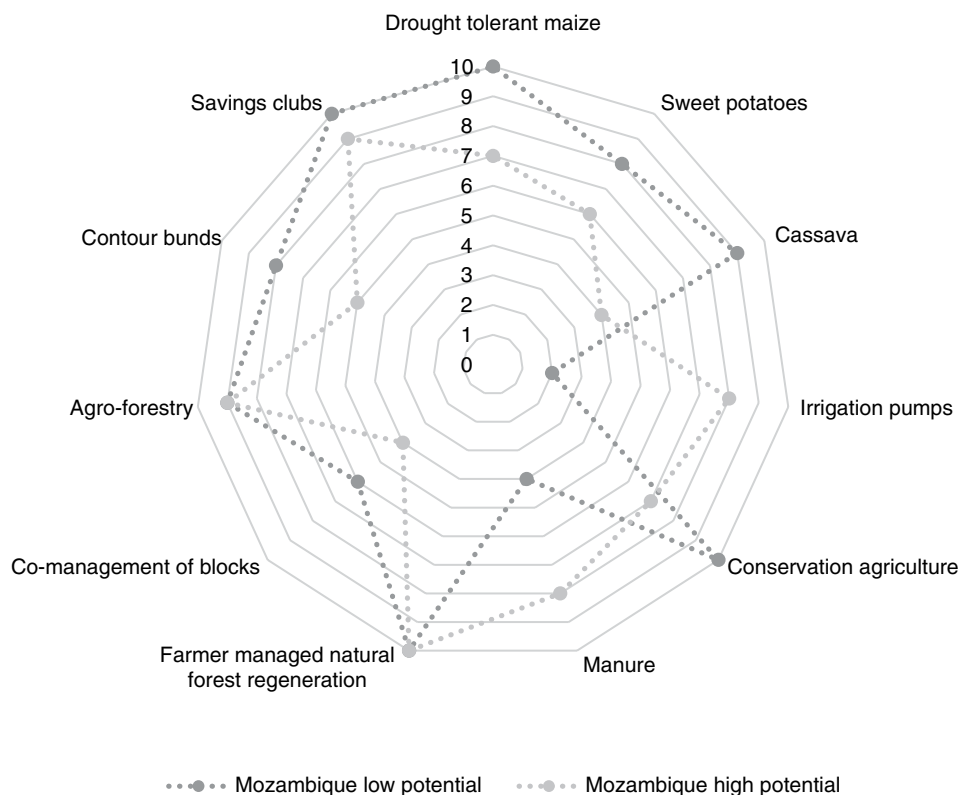 Drought tolerant maize
10
9
8
7
6
5
4
3
2
1
0
Sweet potatoes
Cassava
Irrigation pumps
Conservation agriculture
Manure
Farmer managed natural
forest regeneration
Co-management of blocks
Agro-forestry
Contour bunds
Savings clubs
Mozambique low potential
Mozambique high potential